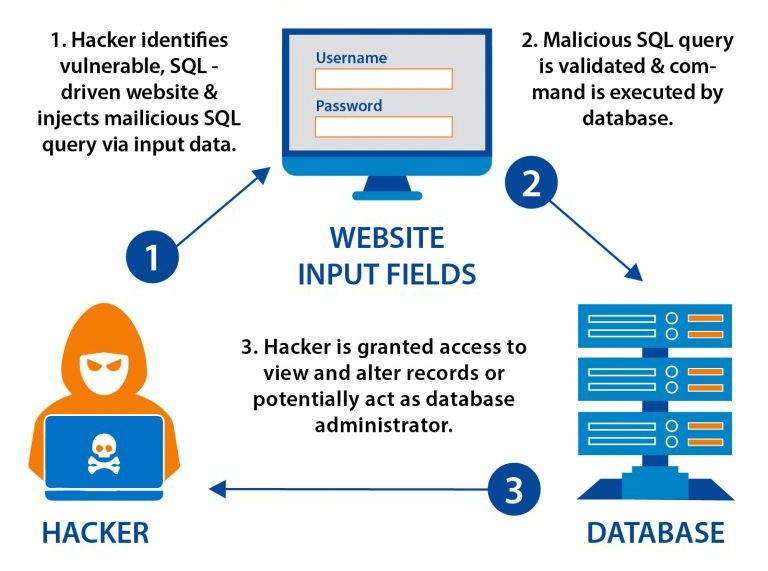 1. Hacker identifies
vulnerable, SQL -
driven website &
injects mailicious SQL
query via input data.
Username
Password
2. Malicious SQL query
is validated & com-
mand is executed by
database.
1
2
WEBSITE
INPUT FIELDS
3. Hacker is granted access to
view and alter records or
potentially act as database
administrator.
3
HACKER
DATABASE